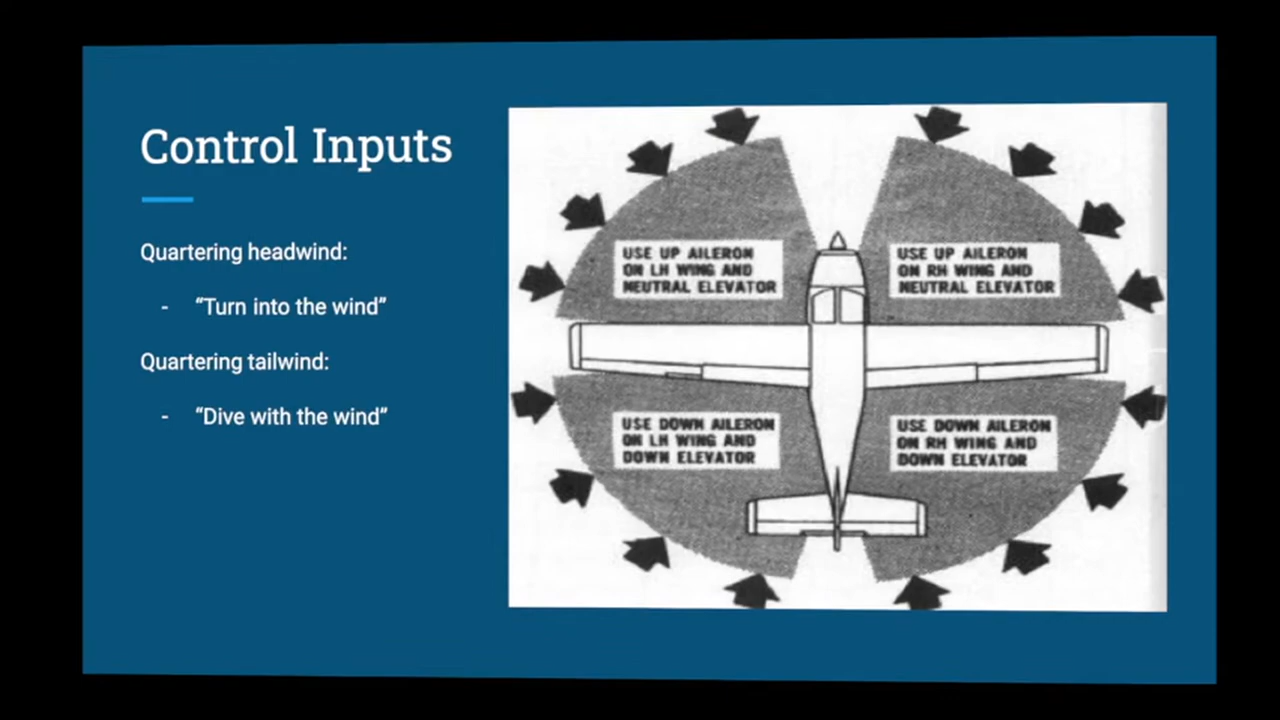 Control Inputs
Quartering headwind:
- “Turn into the wind”
Quartering tailwind:
- “Dive with the wind”
USE UP AILERON
ON LH WING AND
NEUTRAL ELEVATOR
USE UP AILERON
ON RH WING AND
NEUTRAL ELEVATOR
USE DOWN AILERON
ON LH WING AND
DOWN ELEVATOR
USE DOWN AILERON
ON RH WING AND
DOWN ELEVATOR